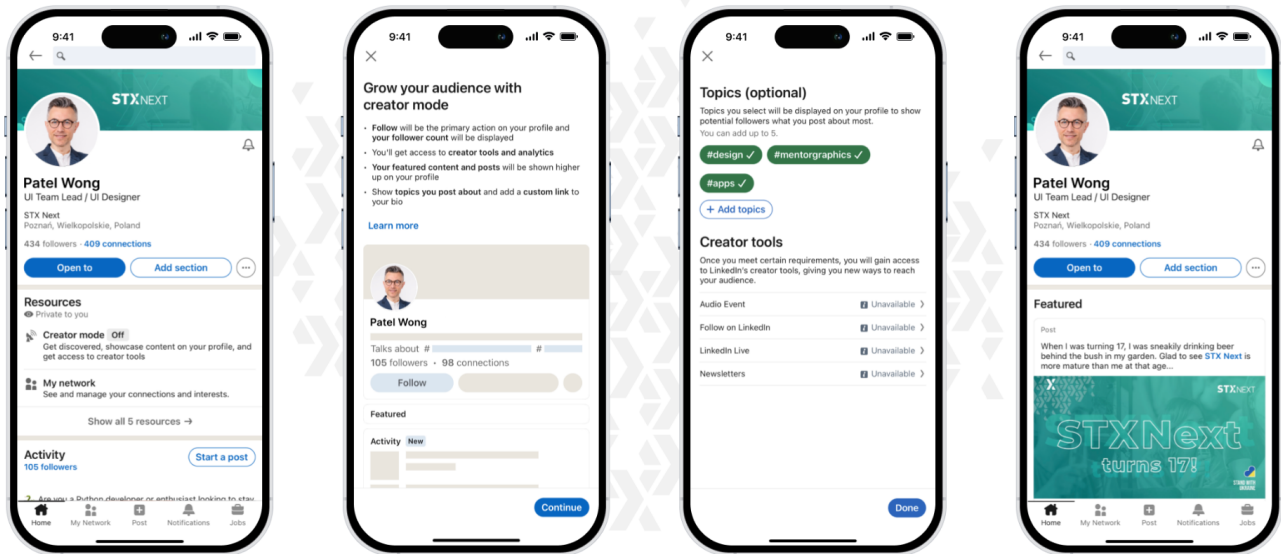 9:41
STXNEXT
Patel Wong
UI Team Lead / UI Designer
STX Next
Poznań, Wielkopolskie, Poland
434 followers · 409 connections
Open to
Add section
Resources
Private to you
Creator mode Off
Get discovered, showcase content on your profile, and
get access to creator tools
My network
See and manage your connections and interests.
Show all 5 resources →
Activity
105 followers
Start a post
Are you a Python developer or enthusiast looking to stay
Home
My Network
Post
Notifications
Jobs
9:41
Grow your audience with
creator mode
• Follow will be the primary action on your profile and
your follower count will be displayed
• You'll get access to creator tools and analytics
• Your featured content and posts will be shown higher
up on your profile
• Show topics you post about and add a custom link to
your bio
Learn more
Patel Wong
Talks about # #
105 followers • 98 connections
Follow
Featured
Activity New
Continue
9:41
Topics (optional)
Topics you select will be displayed on your profile to show
potential followers what you post about most.
You can add up to 5.
#design ✓ #mentorgraphics ✓
#apps ✓
+ Add topics
Creator tools
Once you meet certain requirements, you will gain access
to LinkedIn's creator tools, giving you new ways to reach
your audience.
Audio Event Unavailable
Follow on LinkedIn Unavailable
LinkedIn Live Unavailable
Newsletters Unavailable
Done
9:41
STXNEXT
Patel Wong
UI Team Lead / UI Designer
STX Next
Poznań, Wielkopolskie, Poland
434 followers · 409 connections
Open to
Add section
Featured
Post
When I was turning 17, I was sneakily drinking beer
behind the bush in my garden. Glad to see STX Next is
more mature than me at that age...
STXNEXT
STXNext
turns 17!
STAND WITH
UKRAINE
Home
My Network
Post
Notifications
Jobs